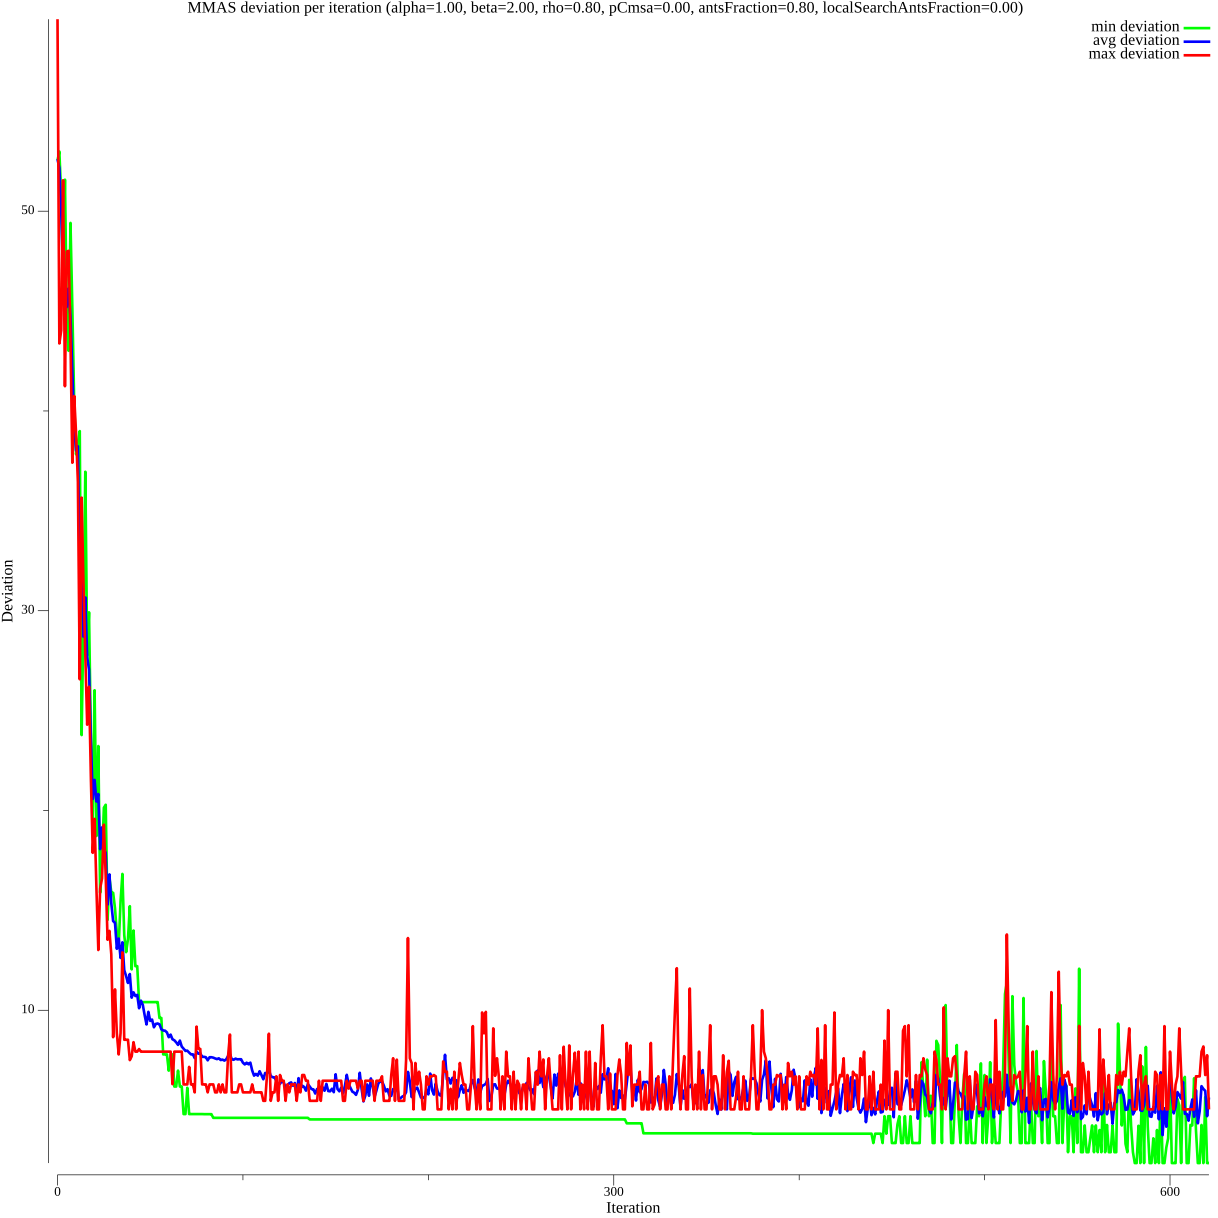 MMAS deviation per iteration (alpha=1.00, beta=2.00, rho=0.80, pCmsa=0.00, antsFraction=0.80, localSearchAntsFraction=0.00)
min deviation
avg deviation
max deviation
50
30
10
Deviation
0
300
600
Iteration